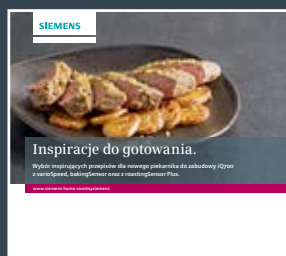 SIEMENS
Inspiracje do gotowania.
Wybór inspirujących przepisów dla nowego piekarnika do zabudowy iQ700
z varioSpeed, bakingSensor oraz z roastingSensor Plus.
www.siemens-home.com/mysiemens